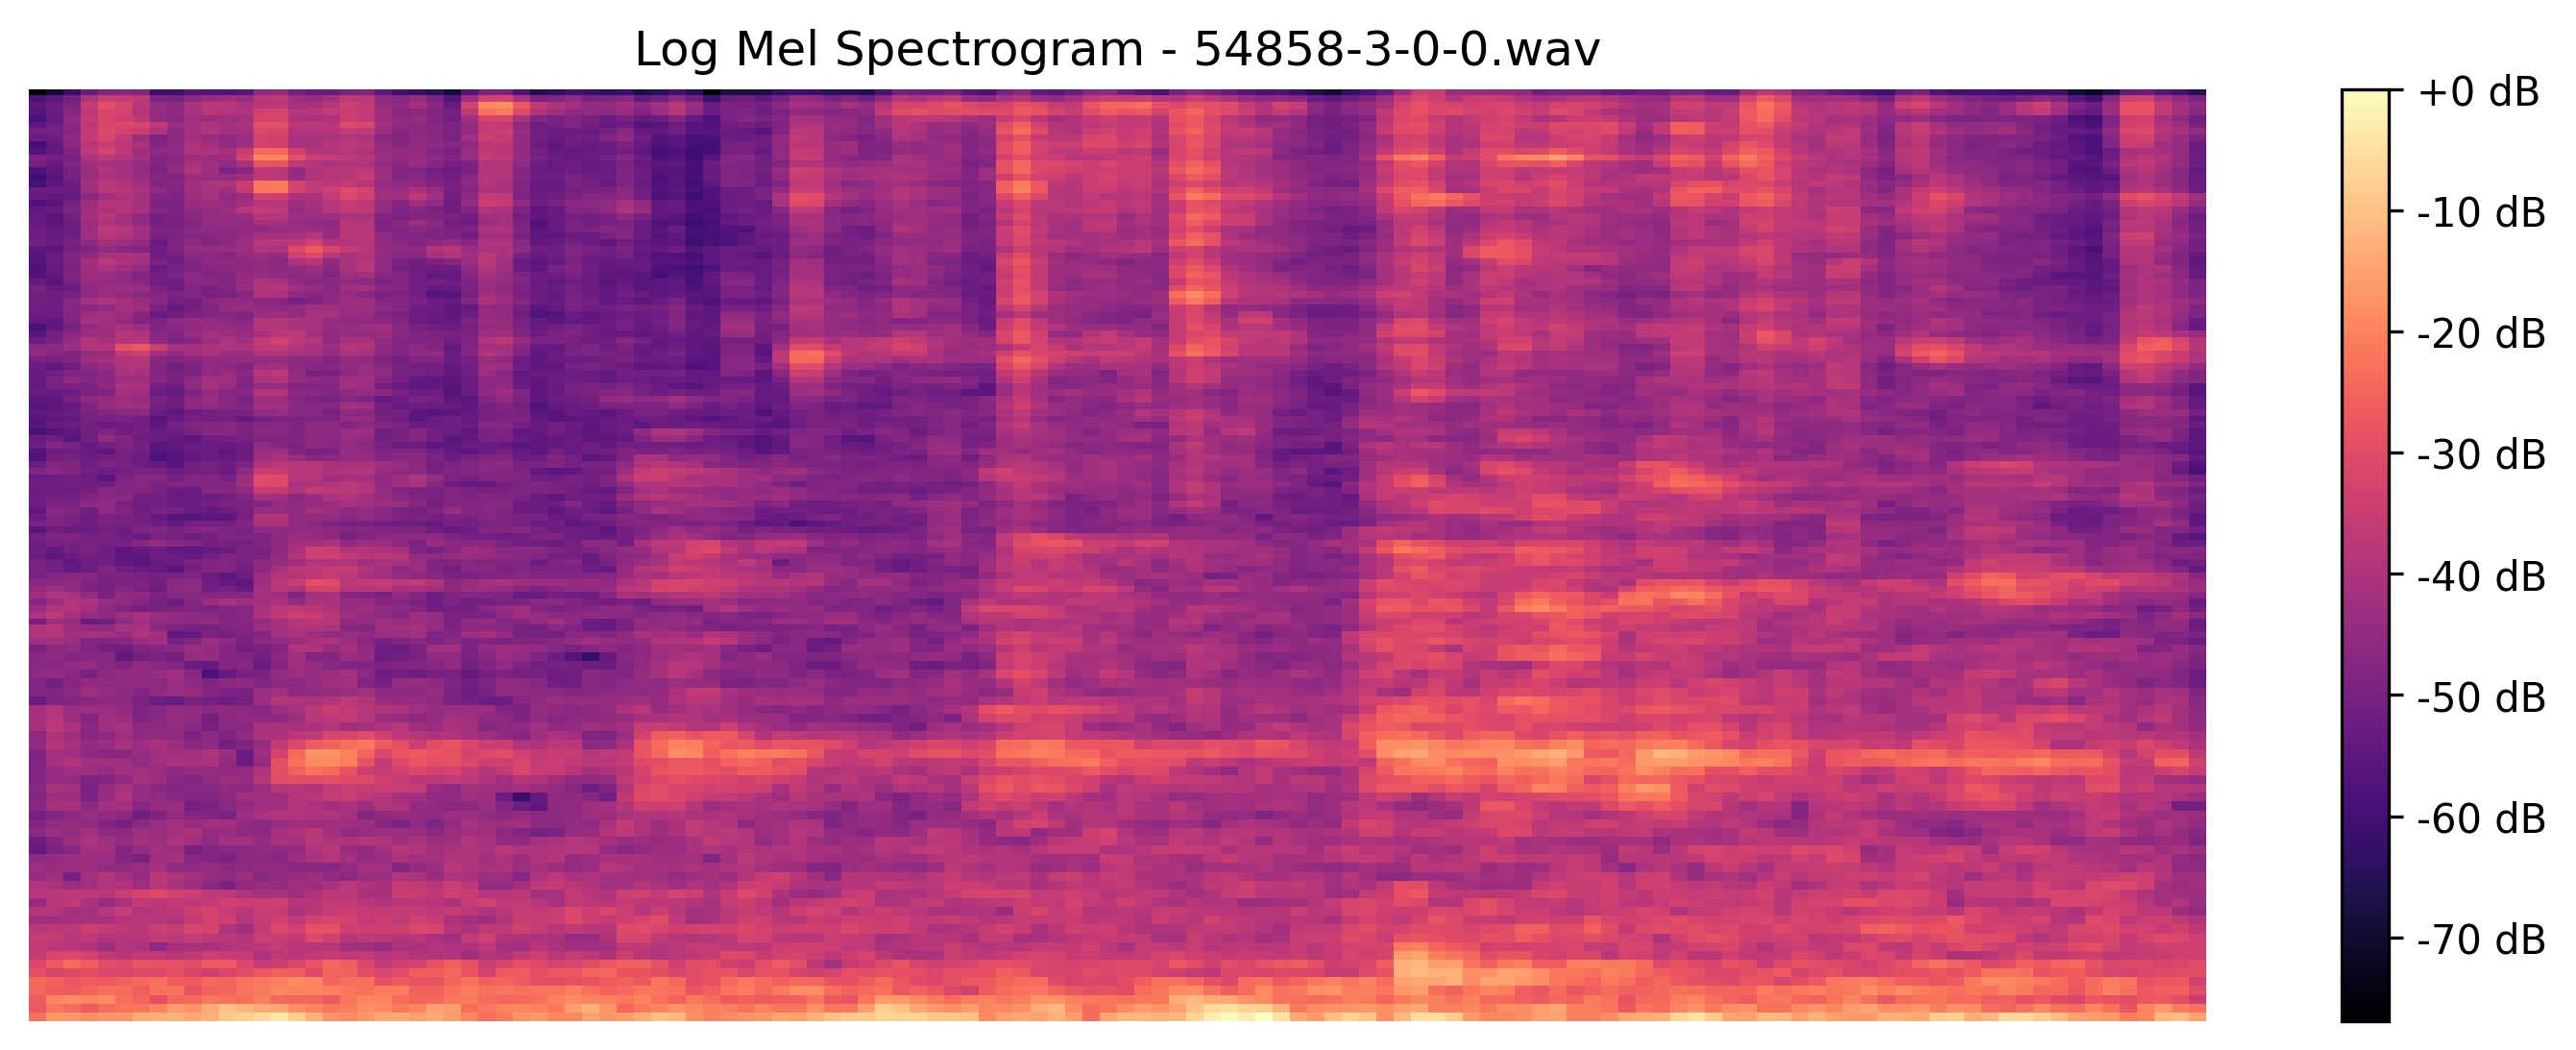 Log Mel Spectrogram - 54858-3-0-0.wav
+0 dB
-10 dB
-20 dB
-30 dB
-40 dB
-50 dB
-60 dB
-70 dB